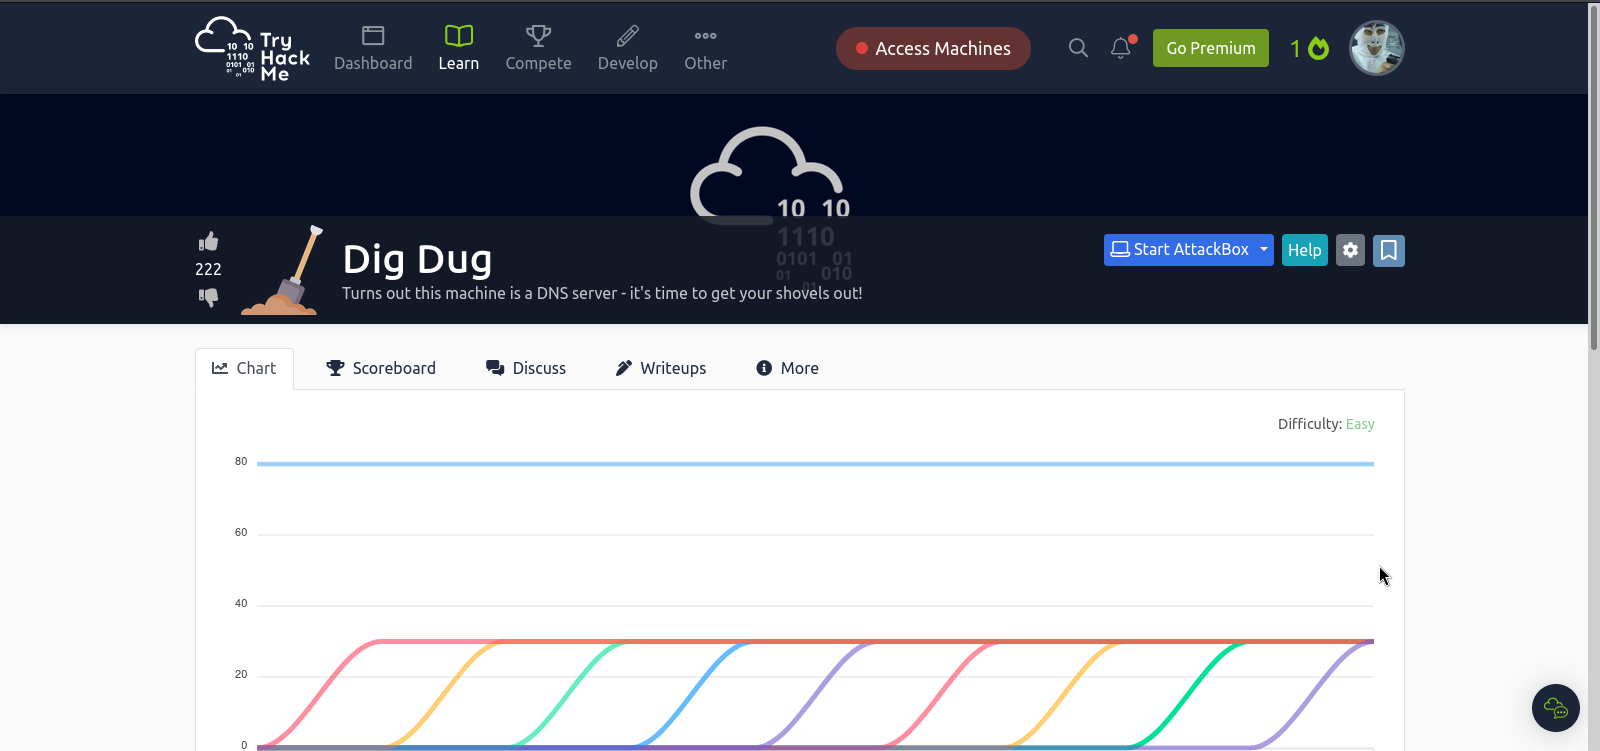 Try
Hack
Me
10 10
1110
0101 01
01 010
Dashboard
Learn
Compete
Develop
Other
Access Machines
Go Premium
1
10 10
1110
0101 01
01 010
01
222
Dig Dug
Turns out this machine is a DNS server - it's time to get your shovels out!
Start AttackBox
Help
Chart
Scoreboard
Discuss
Writeups
More
Difficulty: Easy
80
60
40
20
0